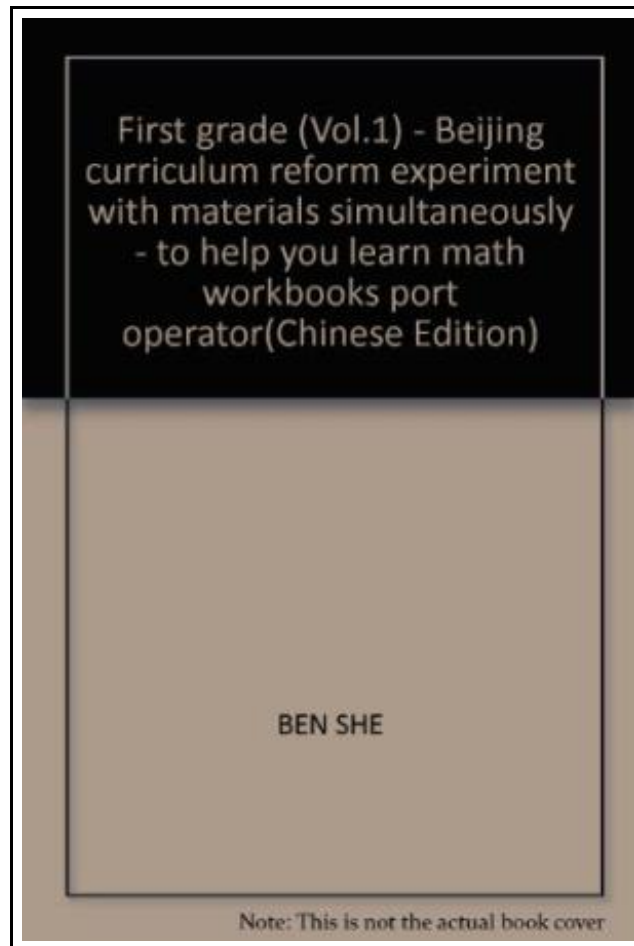 First grade (Vol.1) - Beijing
curriculum reform experiment
with materials simultaneously
- to help you learn math
workbooks port
operator(Chinese Edition)
BEN SHE
Note: This is not the actual book cover